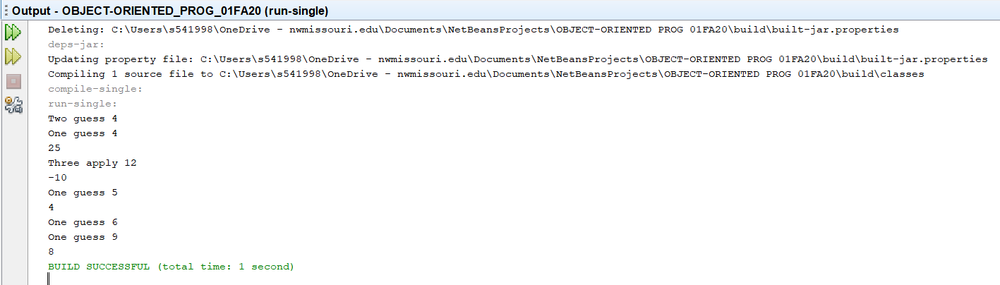 Output - OBJECT-ORIENTED_PROG_01FA20 (run-single)
Deleting: C:\Users\s541998\OneDrive - nwmissouri.edu\Documents\NetBeansProjects\OBJECT-ORIENTED PROG 01FA20\build\built-jar.properties
deps-jar:
Updating property file: C:\Users\s541998\OneDrive - nwmissouri.edu\Documents\NetBeansProjects\OBJECT-ORIENTED PROG 01FA20\build\built-jar.properties
Compiling 1 source file to C:\Users\s541998\OneDrive - nwmissouri.edu\Documents\NetBeansProjects\OBJECT-ORIENTED PROG 01FA20\build\classes
compile-single:
run-single:
Two guess 4
One guess 4
25
Three apply 12
-10
One guess 5
4
One guess 6
One guess 9
8
BUILD SUCCESSFUL (total time: 1 second)